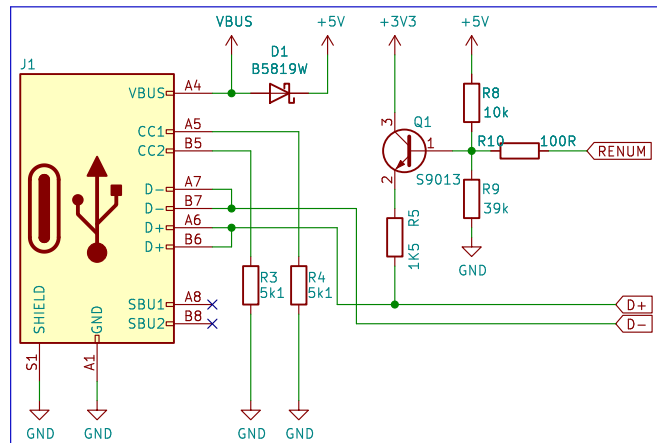 VBUS
+5V
+3V3
+5V
D1
B5819W
J1
VBUS
A4
R8
10k
CC1
A5
3
Q1
CC2
B5
1
R10
100R
RENUM
S9013
2
D-
A7
D-
B7
R9
39k
D+
A6
R5
1K5
D+
B6
GND
R3
5k1
R4
5k1
SBU1
A8
D+
SBU2
B8
D-
SHIELD
GND
S1
A1
GND
GND
GND
GND